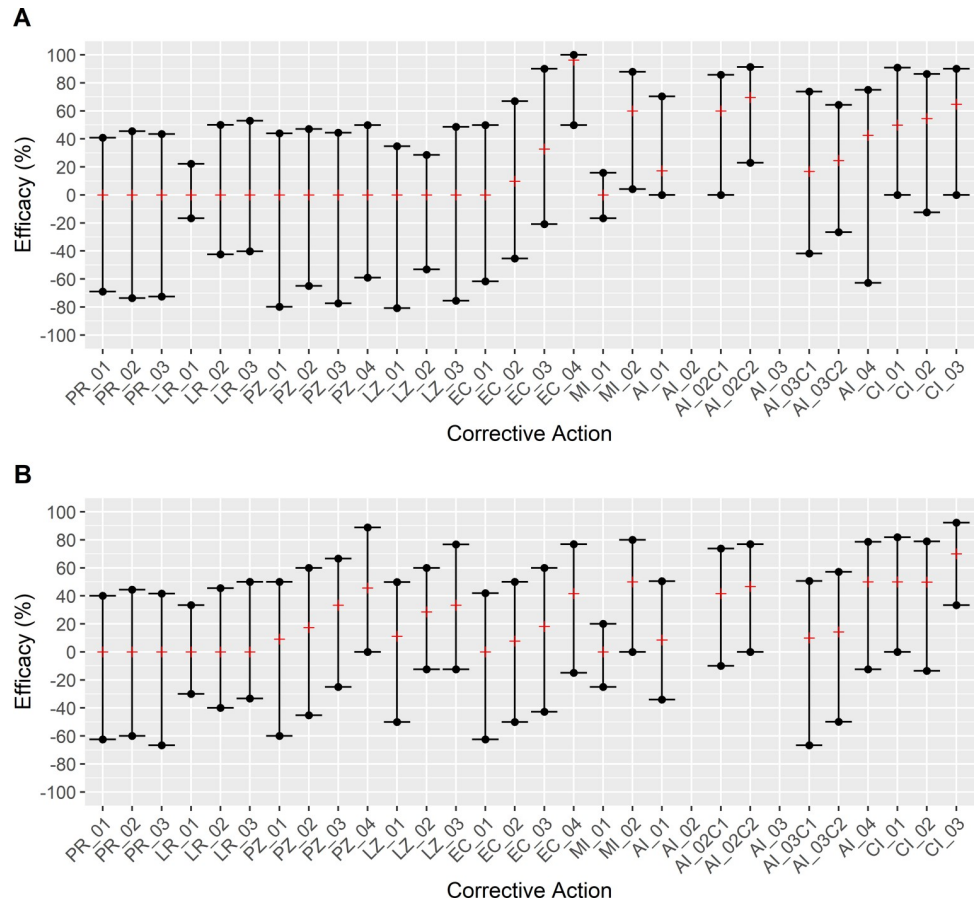 A
Efficacy (%)
100
80
60
40
20
0
-20
-40
-60
-80
-100
PR_01
PR_02
PR_03
LR_01
LR_02
LR_03
PZ_01
PZ_02
PZ_03
PZ_04
LZ_01
LZ_02
LZ_03
EC_01
EC_02
EC_03
EC_04
MI_01
MI_02
AI_01
AI_02
AI_02C1
AI_02C2
AI_03
AI_03C1
AI_03C2
AI_04
CI_01
CI_02
CI_03
Corrective Action
B
Efficacy (%)
100
80
60
40
20
0
-20
-40
-60
-80
-100
PR_01
PR_02
PR_03
LR_01
LR_02
LR_03
PZ_01
PZ_02
PZ_03
PZ_04
LZ_01
LZ_02
LZ_03
EC_01
EC_02
EC_03
EC_04
MI_01
MI_02
AI_01
AI_02
AI_02C1
AI_02C2
AI_03
AI_03C1
AI_03C2
AI_04
CI_01
CI_02
CI_03
Corrective Action